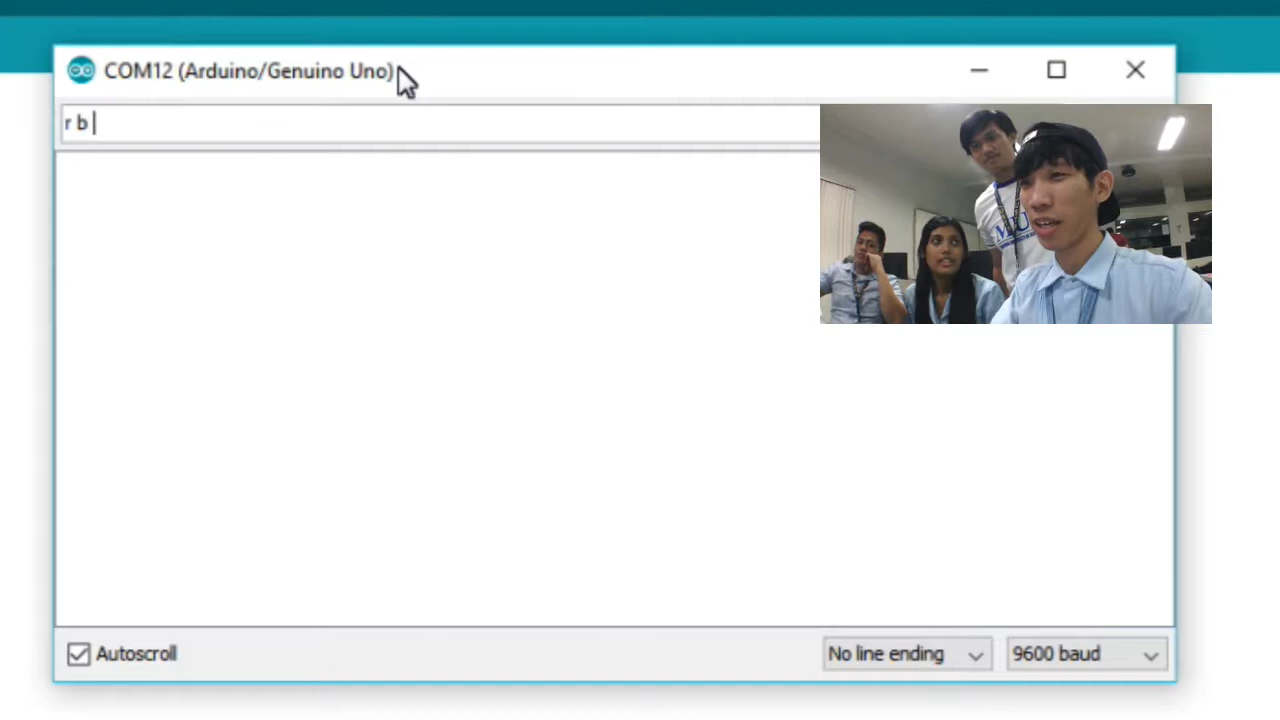 COM12 (Arduino/Genuino Uno)
r b
Autoscroll
No line ending
9600 baud